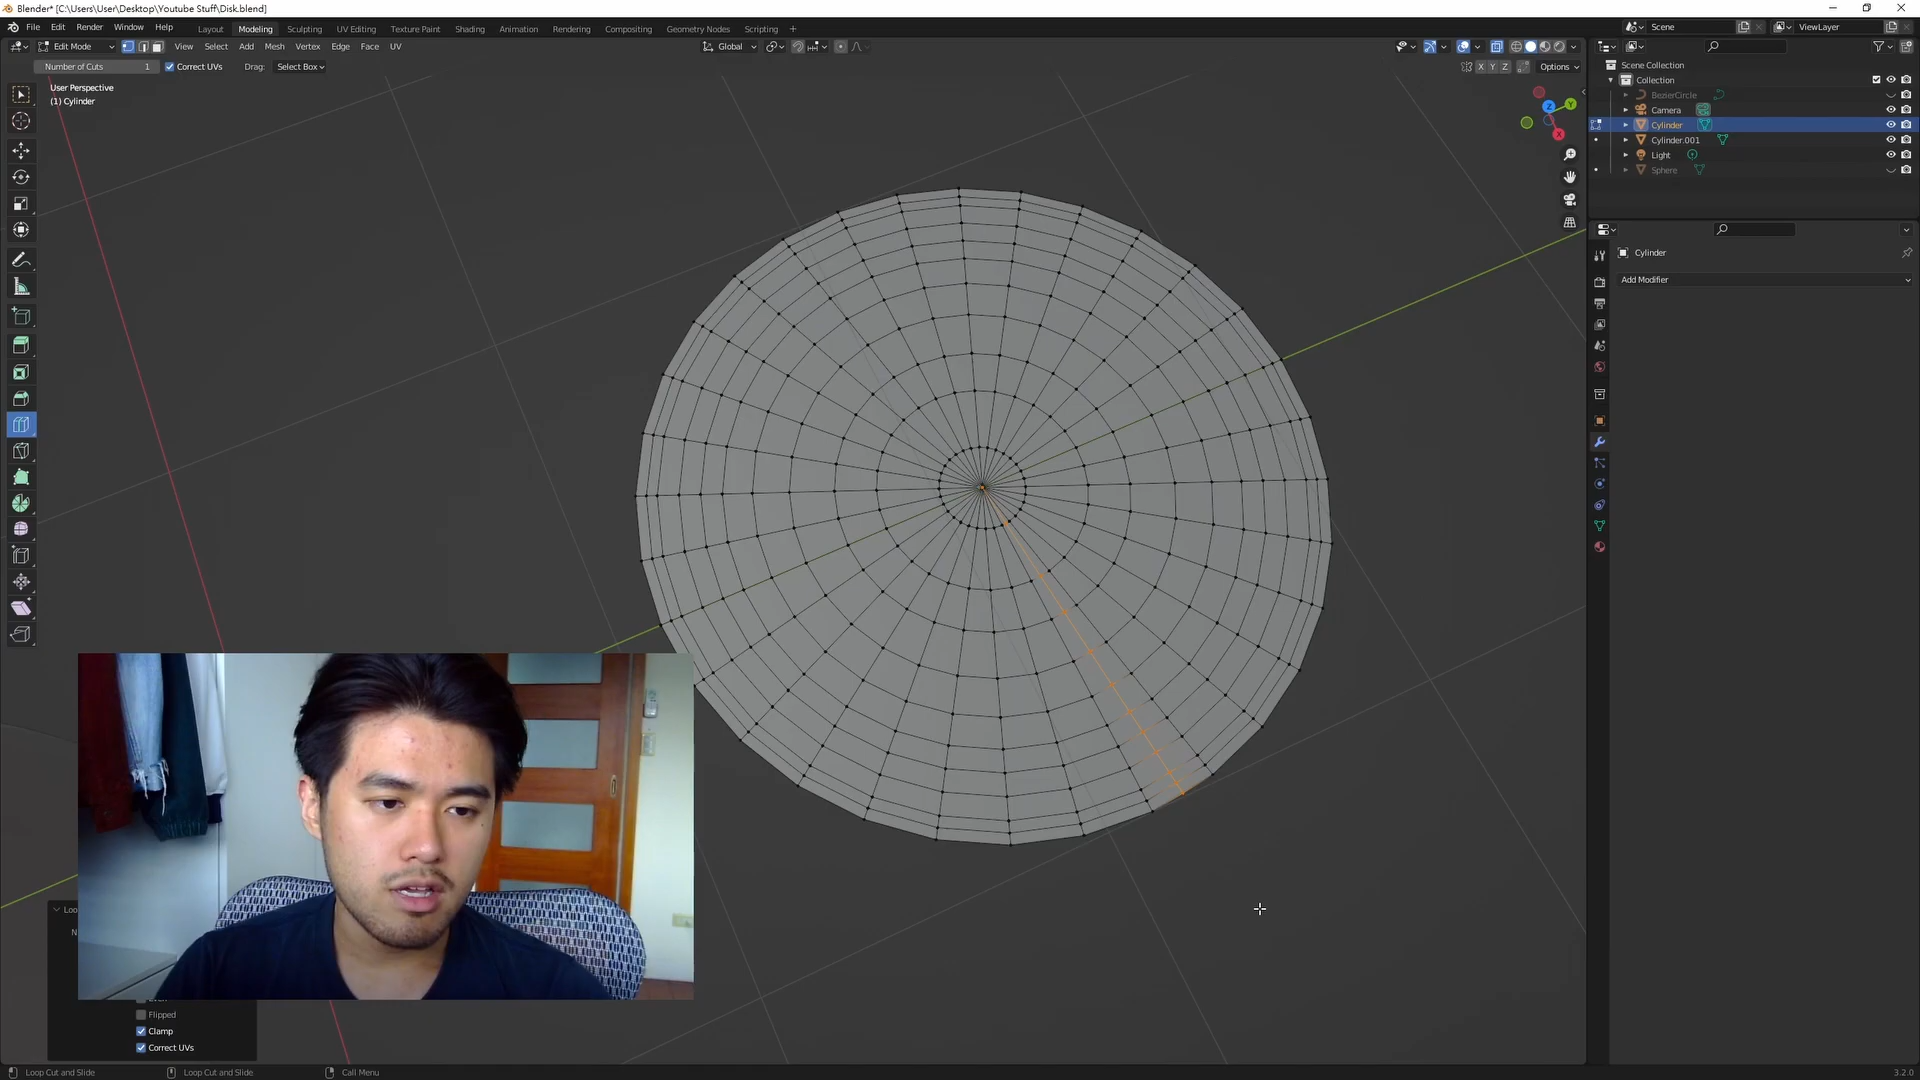 Blender* [C:\Users\User\Desktop\Youtube Stuff\Disk.blend]
File Edit Render Window Help
Layout Modeling Sculpting UV Editing Texture Paint Shading Animation Rendering Compositing Geometry Nodes Scripting
Scene
ViewLayer
Edit Mode
View Select Add Mesh Vertex Edge Face UV
Global
Number of Cuts 1
Correct UVs
Drag: Select Box
X Y Z
Options
User Perspective
(1) Cylinder
Z
Y
X
Scene Collection
Collection
BezierCircle
Camera
Cylinder
Cylinder.001
Light
Sphere
Cylinder
Add Modifier
Loo
N
Flipped
Clamp
Correct UVs
Loop Cut and Slide
Loop Cut and Slide
Call Menu
3.2.0